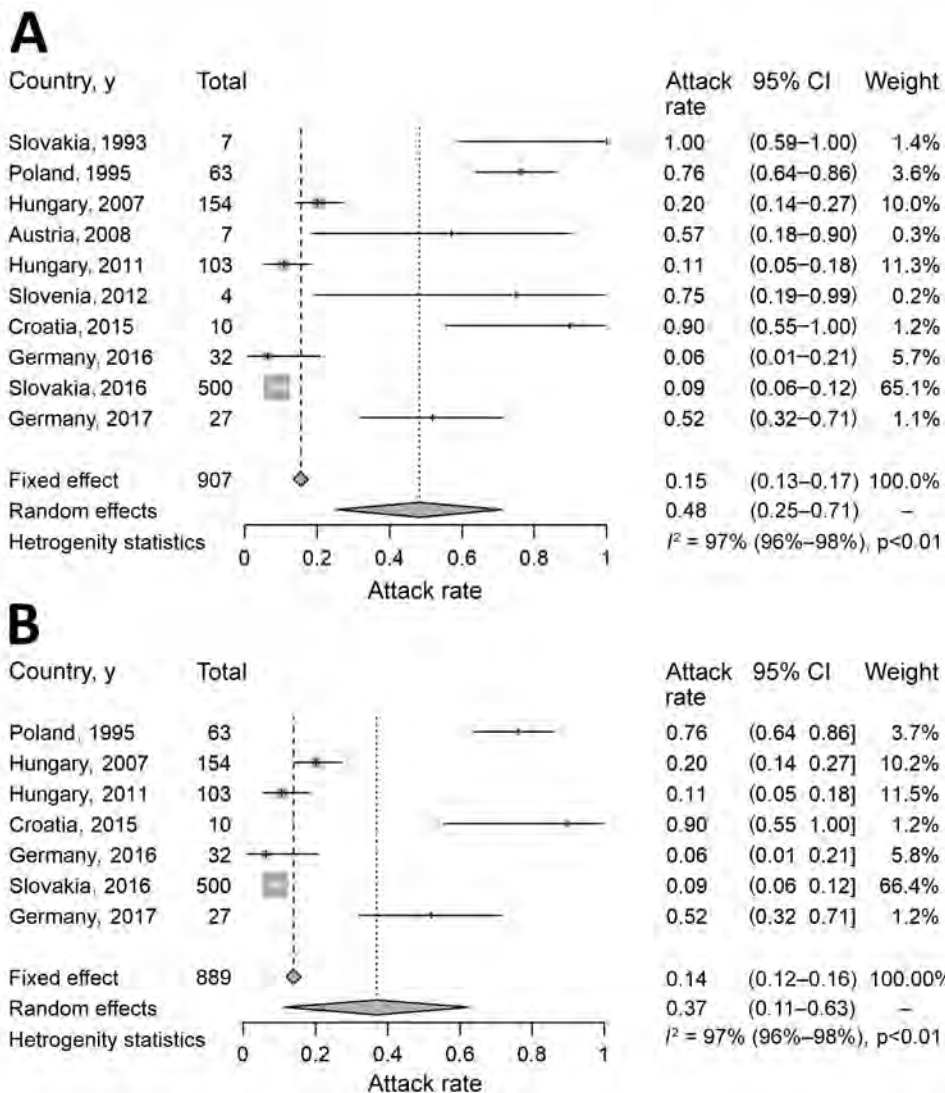 A
Country, y Total Attack rate 95% CI Weight
Slovakia, 1993 7 1.00 (0.59–1.00) 1.4%
Poland, 1995 63 0.76 (0.64–0.86) 3.6%
Hungary, 2007 154 0.20 (0.14–0.27) 10.0%
Austria, 2008 7 0.57 (0.18–0.90) 0.3%
Hungary, 2011 103 0.11 (0.05–0.18) 11.3%
Slovenia, 2012 4 0.75 (0.19–0.99) 0.2%
Croatia, 2015 10 0.90 (0.55–1.00) 1.2%
Germany, 2016 32 0.06 (0.01–0.21) 5.7%
Slovakia, 2016 500 0.09 (0.06–0.12) 65.1%
Germany, 2017 27 0.52 (0.32–0.71) 1.1%
Fixed effect 907 0.15 (0.13–0.17) 100.0%
Random effects 0.48 (0.25–0.71) –
Hetrogenity statistics I² = 97% (96%–98%), p<0.01
0 0.2 0.4 0.6 0.8 1
Attack rate
B
Country, y Total Attack rate 95% CI Weight
Poland, 1995 63 0.76 (0.64 0.86] 3.7%
Hungary, 2007 154 0.20 (0.14 0.27] 10.2%
Hungary, 2011 103 0.11 (0.05 0.18] 11.5%
Croatia, 2015 10 0.90 (0.55 1.00] 1.2%
Germany, 2016 32 0.06 (0.01 0.21] 5.8%
Slovakia, 2016 500 0.09 (0.06 0.12] 66.4%
Germany, 2017 27 0.52 (0.32 0.71] 1.2%
Fixed effect 889 0.14 (0.12–0.16) 100.00%
Random effects 0.37 (0.11–0.63) –
Hetrogenity statistics I² = 97% (96%–98%), p<0.01
0 0.2 0.4 0.6 0.8 1
Attack rate